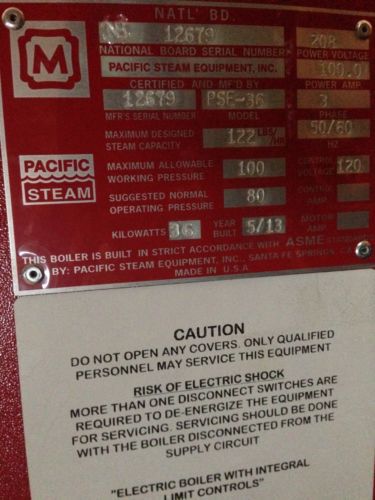 NAT'L BD.
NB 12679
NATIONAL BOARD SERIAL NUMBER
208
POWER VOLTAGE
M
PACIFIC STEAM EQUIPMENT, INC.
100.0
POWER AMP.
CERTIFIED AND MF'D BY
12679 PSE-36
MFR'S SERIAL NUMBER MODEL
3
PHASE
MAXIMUM DESIGNED STEAM CAPACITY 122 LBS/HR
50/60
HZ
PACIFIC STEAM
MAXIMUM ALLOWABLE WORKING PRESSURE 100
CONTROL VOLTAGE 120
SUGGESTED NORMAL OPERATING PRESSURE 80
CONTROL AMP.
KILOWATTS 36 YEAR BUILT 5/13
MOTOR AMP.
THIS BOILER IS BUILT IN STRICT ACCORDANCE WITH ASME STANDARDS
BY: PACIFIC STEAM EQUIPMENT, INC., SANTA FE SPRINGS, CA
MADE IN U.S.A.
CAUTION
DO NOT OPEN ANY COVERS. ONLY QUALIFIED
PERSONNEL MAY SERVICE THIS EQUIPMENT
RISK OF ELECTRIC SHOCK
MORE THAN ONE DISCONNECT SWITCHES ARE
REQUIRED TO DE-ENERGIZE THE EQUIPMENT
FOR SERVICING. SERVICING SHOULD BE DONE
WITH THE BOILER DISCONNECTED FROM THE
SUPPLY CIRCUIT
"ELECTRIC BOILER WITH INTEGRAL
LIMIT CONTROLS"